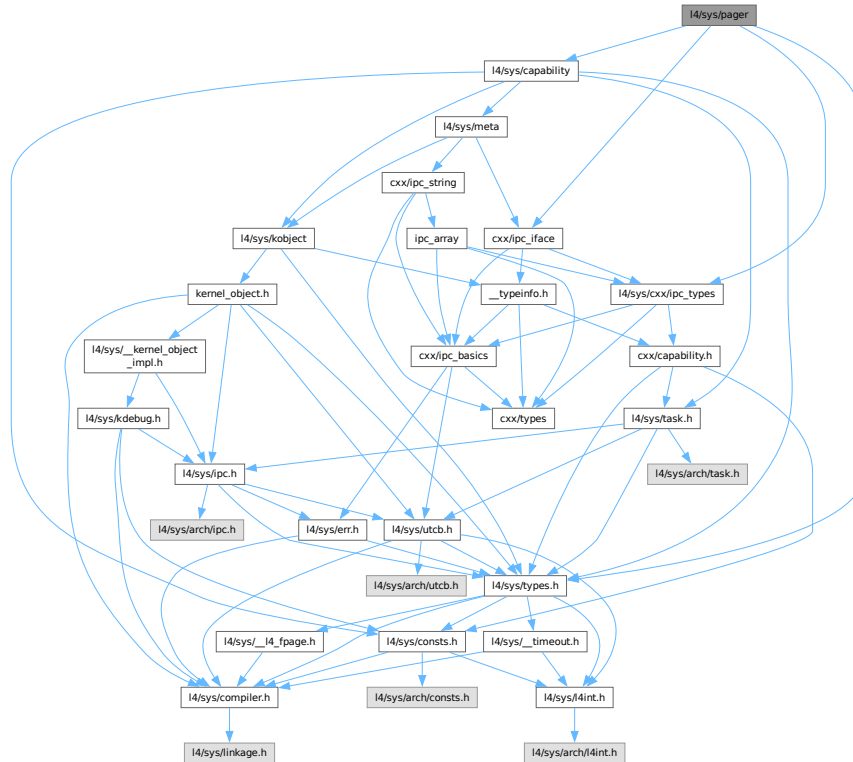 l4/sys/pager
l4/sys/capability
l4/sys/meta
cxx/ipc_string
l4/sys/kobject
ipc_array
cxx/ipc_iface
kernel_object.h
__typeinfo.h
l4/sys/cxx/ipc_types
l4/sys/__kernel_object
_impl.h
cxx/ipc_basics
cxx/capability.h
l4/sys/kdebug.h
cxx/types
l4/sys/task.h
l4/sys/ipc.h
l4/sys/arch/task.h
l4/sys/arch/ipc.h
l4/sys/err.h
l4/sys/utcb.h
l4/sys/arch/utcb.h
l4/sys/types.h
l4/sys/__l4_fpage.h
l4/sys/consts.h
l4/sys/__timeout.h
l4/sys/compiler.h
l4/sys/arch/consts.h
l4/sys/l4int.h
l4/sys/linkage.h
l4/sys/arch/l4int.h